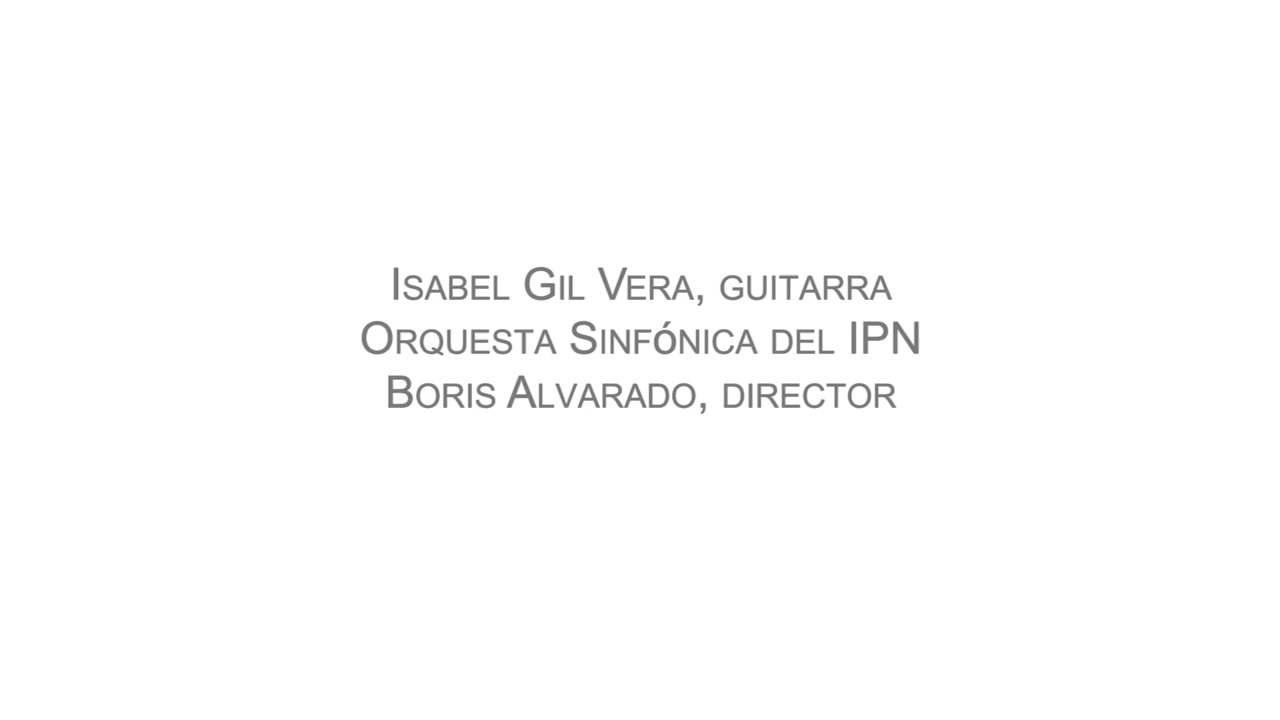 Isabel Gil Vera, guitarra
Orquesta Sinfónica del IPN
Boris Alvarado, director